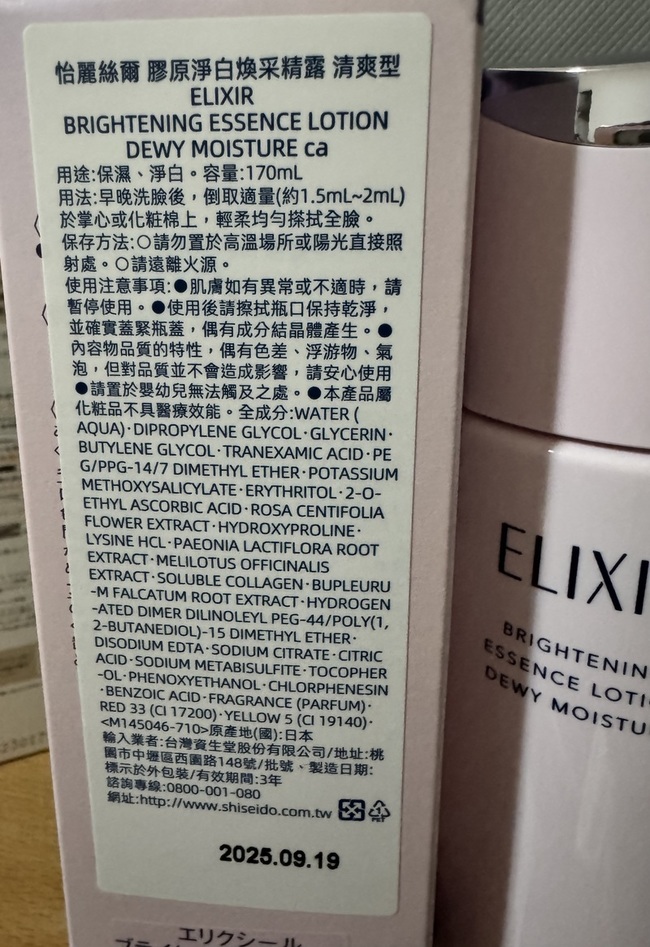 怡麗絲爾 膠原淨白煥采精露 清爽型
ELIXIR
BRIGHTENING ESSENCE LOTION
DEWY MOISTURE ca
用途:保濕、淨白。容量:170mL
用法:早晚洗臉後，倒取適量(約1.5mL~2mL)
於掌心或化粧棉上，輕柔均勻搽拭全臉。
保存方法:○請勿置於高溫場所或陽光直接照
射處。○請遠離火源。
使用注意事項:●肌膚如有異常或不適時，請
暫停使用。●使用後請擦拭瓶口保持乾淨，
並確實蓋緊瓶蓋，偶有成分結晶體產生。●
內容物品質的特性，偶有色差、浮游物、氣
泡，但對品質並不會造成影響，請安心使用
●請置於嬰幼兒無法觸及之處。●本產品屬
化粧品不具醫療效能。全成分:WATER (
AQUA)·DIPROPYLENE GLYCOL·GLYCERIN·
BUTYLENE GLYCOL·TRANEXAMIC ACID·PE
G/PPG-14/7 DIMETHYL ETHER·POTASSIUM
METHOXYSALICYLATE·ERYTHRITOL·2-O-
ETHYL ASCORBIC ACID·ROSA CENTIFOLIA
FLOWER EXTRACT·HYDROXYPROLINE·
LYSINE HCL·PAEONIA LACTIFLORA ROOT
EXTRACT·MELILOTUS OFFICINALIS
EXTRACT·SOLUBLE COLLAGEN·BUPLEURU
-M FALCATUM ROOT EXTRACT·HYDROGEN
-ATED DIMER DILINOLEYL PEG-44/POLY(1,
2-BUTANEDIOL)-15 DIMETHYL ETHER·
DISODIUM EDTA·SODIUM CITRATE·CITRIC
ACID·SODIUM METABISULFITE·TOCOPHER
-OL·PHENOXYETHANOL·CHLORPHENESIN
·BENZOIC ACID·FRAGRANCE (PARFUM)·
RED 33 (CI 17200)·YELLOW 5 (CI 19140)·
<M145046-710>原產地(國):日本
輸入業者:台灣資生堂股份有限公司/地址:桃
園市中壢區西園路148號/批號、製造日期:
標示於外包裝/有效期間:3年
諮詢專線:0800-001-080
網址:http://www.shiseido.com.tw
PET
2025.09.19
エリクシール
ELIXI
BRIGHTENIN
ESSENCE LOTI
DEWY MOISTU